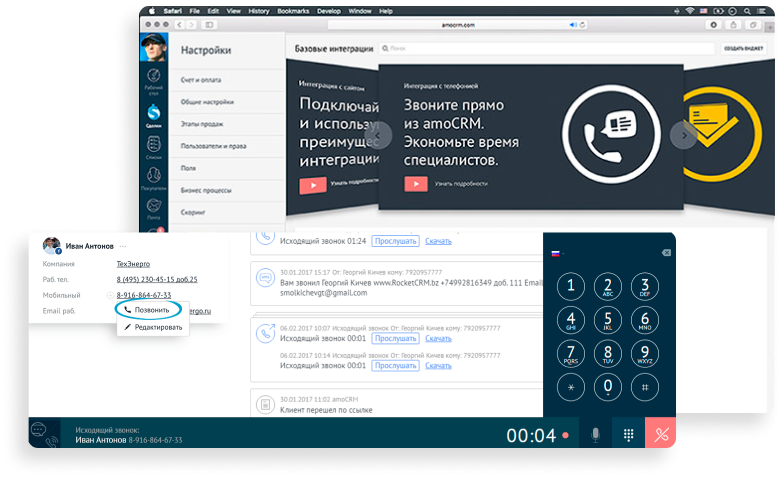 Safari File Edit View History Bookmarks Develop Window Help
amocrm.com
Настройки
Базовые интеграции
Поиск
СОЗДАТЬ ВИДЖЕТ
Рабочий
стол
Сделки
Списки
Покупатели
Почта
Счет и оплата
Общие настройки
Этапы продаж
Пользователи и права
Поля
Бизнес процессы
Скоринг
Интеграция с сайтом
Подключай
и использу
преимущес
интеграции
Узнать подробности
Интеграция с телефонией
Звоните прямо
из amoCRM.
Экономьте время
специалистов.
Узнать подробности
Иван Антонов ...
Компания ТехЭнерго
Раб.тел. 8 (495) 230-45-15 доб.25
Мобильный 8-916-864-67-33
Email раб. ergo.ru
Позвонить
Редактировать
Исходящий звонок 01:24 Прослушать Скачать
30.01.2017 15:17 От: Георгий Кичев кому: 7920957777
Вам звонил Георгий Кичев www.RocketCRM.bz +74992816349 доб. 111 Email
smolkichevgt@gmail.com
06.02.2017 10:07 Исходящий звонок От: Георгий Кичев кому: 7920957777
Исходящий звонок 00:01 Прослушать Скачать
06.02.2017 10:14 Исходящий звонок От: Георгий Кичев кому: 7920957777
Исходящий звонок 00:01 Прослушать Скачать
30.01.2017 11:02 amoCRM
Клиент перешел по ссылке
1 2 ABC 3 DEF
4 GHI 5 JKL 6 MNO
7 PQRS 8 TUV 9 WXYZ
* 0 #
Исходящий звонок:
Иван Антонов 8-916-864-67-33
00:04